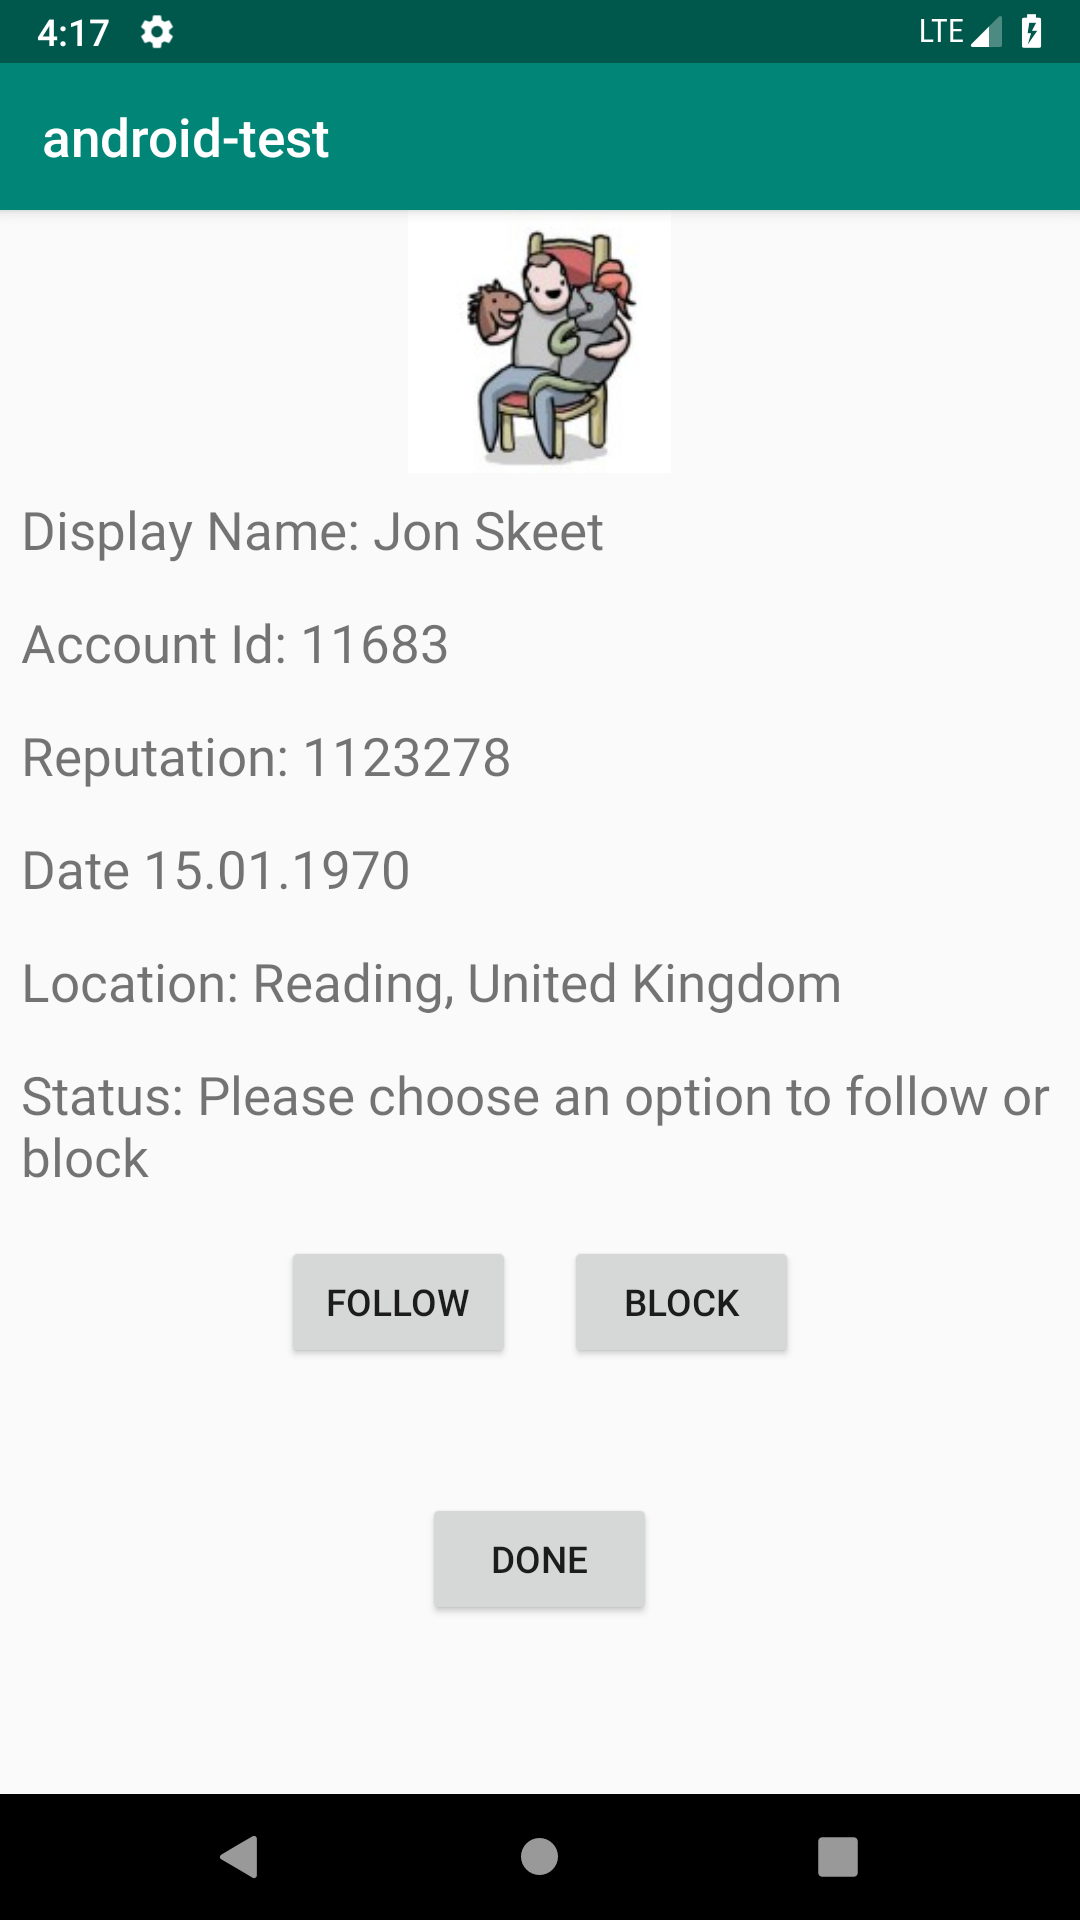 4:17 LTE
android-test
Display Name: Jon Skeet
Account Id: 11683
Reputation: 1123278
Date 15.01.1970
Location: Reading, United Kingdom
Status: Please choose an option to follow or
block
FOLLOW BLOCK
DONE